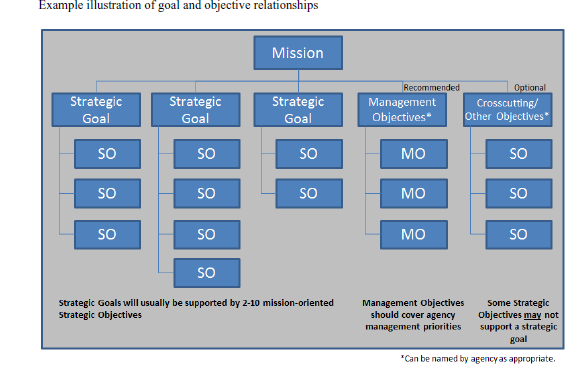 Example illustration of goal and objective relationships
Mission
Recommended
Optional
Strategic
Goal
Strategic
Goal
Strategic
Goal
Management
Objectives*
Crosscutting/
Other Objectives*
SO
SO
SO
MO
SO
SO
SO
SO
MO
SO
SO
SO
MO
SO
SO
Strategic Goals will usually be supported by 2-10 mission-oriented
Strategic Objectives
Management Objectives
should cover agency
management priorities
Some Strategic
Objectives may not
support a strategic
goal
*Can be named by agency as appropriate.